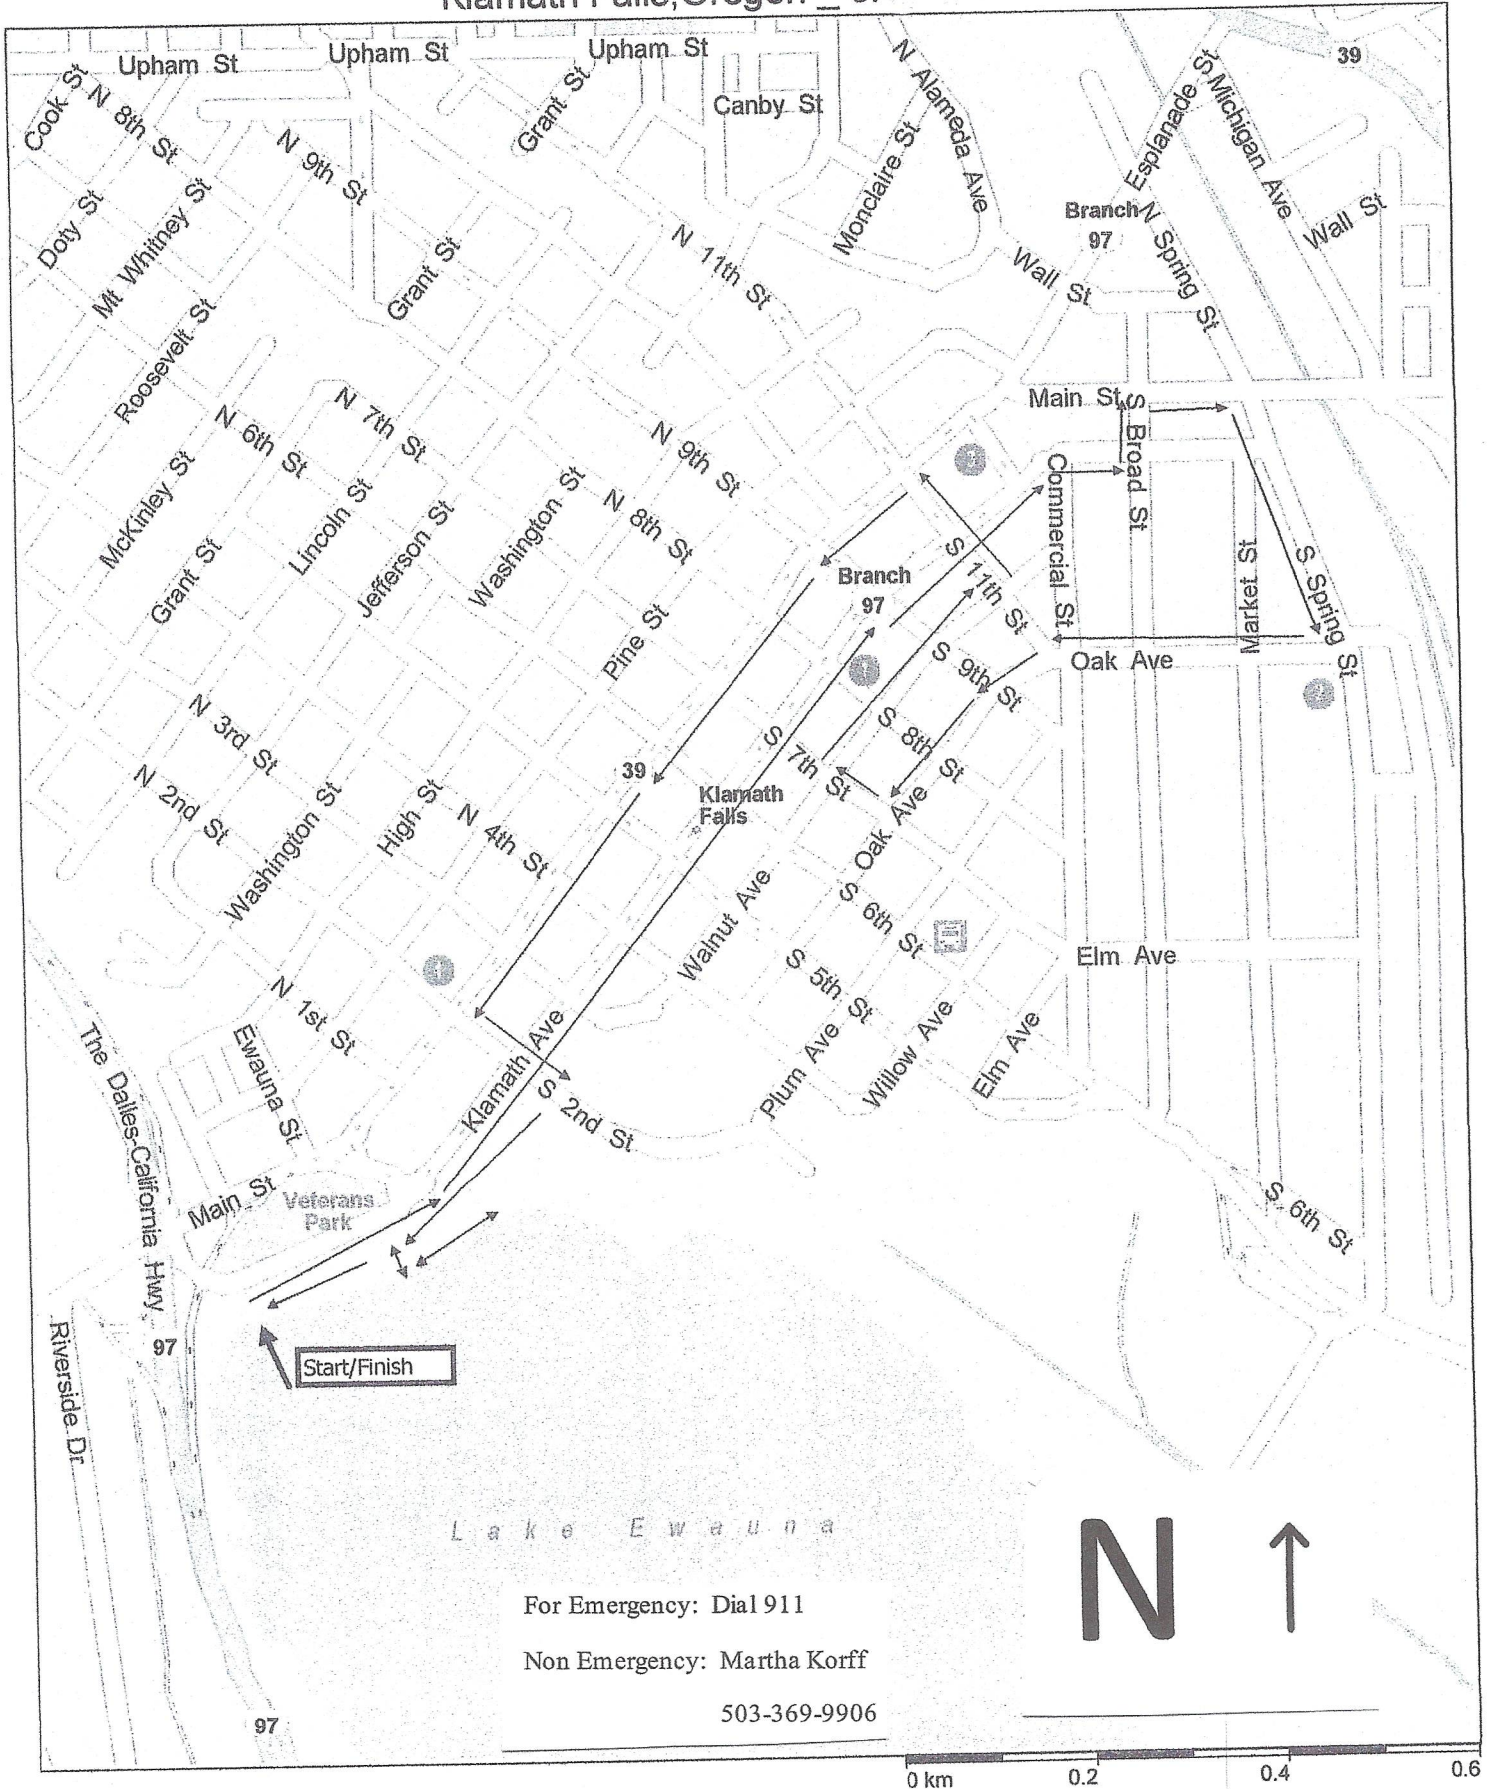 Klamath Falls,Oregon _
Upham St
Upham St
Upham St
39
Cook St
N 8th St
N 9th St
Grant St
Canby St
N Alameda Ave
Monclaire St
Esplanade St
Michigan Ave
Wall St
Doty St
Mt Whitney St
Grant St
N 11th St
Branch
97
N Spring St
Wall St
Roosevelt St
N 6th St
N 7th St
N 9th St
Main St
S Broad St
McKinley St
Grant St
Lincoln St
Jefferson St
Washington St
N 8th St
Commercial St
Market St
S Spring St
Branch
97
S 11th St
Pine St
S 9th St
Oak Ave
N 3rd St
N 2nd St
S 8th St
S 7th St
39
Klamath
Falls
Washington St
High St
N 4th St
Oak Ave
Walnut Ave
S 6th St
S 5th St
Elm Ave
N 1st St
Ewauna St
Klamath Ave
S 2nd St
Plum Ave
Willow Ave
Elm Ave
The Dalles-California Hwy
Main St
Veterans
Park
S 6th St
97
Riverside Dr
Start/Finish
Lake Ewauna
N
For Emergency: Dial 911
Non Emergency: Martha Korff
503-369-9906
97
0 km 0.2 0.4 0.6